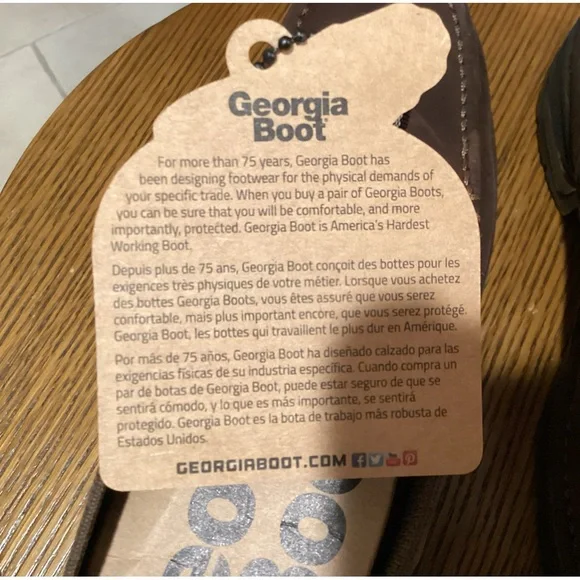 Georgia
Boot
For more than 75 years, Georgia Boot has
been designing footwear for the physical demands of
your specific trade. When you buy a pair of Georgia Boots,
you can be sure that you will be comfortable, and more
importantly, protected. Georgia Boot is America's Hardest
Working Boot.
Depuis plus de 75 ans, Georgia Boot conçoit des bottes pour les
exigences très physiques de votre métier. Lorsque vous achetez
des bottes Georgia Boots, vous êtes assuré que vous serez
confortable, mais plus important encore, que vous serez protégé.
Georgia Boot, les bottes qui travaillent le plus dur en Amérique.
Por más de 75 años, Georgia Boot ha diseñado calzado para las
exigencias físicas de su industria específica. Cuando compra un
par de botas de Georgia Boot, puede estar seguro de que se
sentirá cómodo, y lo que es más importante, se sentirá
protegido. Georgia Boot es la bota de trabajo más robusta de
Estados Unidos.
GEORGIABOOT.COM